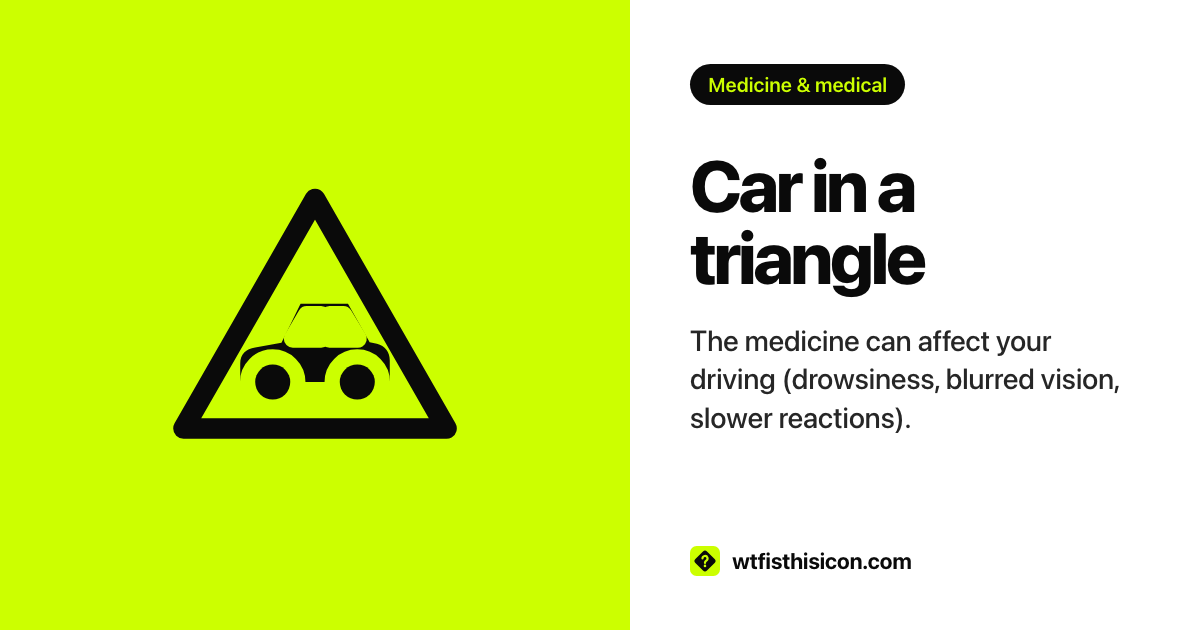 Medicine & medical
Car in a
triangle
The medicine can affect your
driving (drowsiness, blurred vision,
slower reactions).
?
wtfisthisicon.com